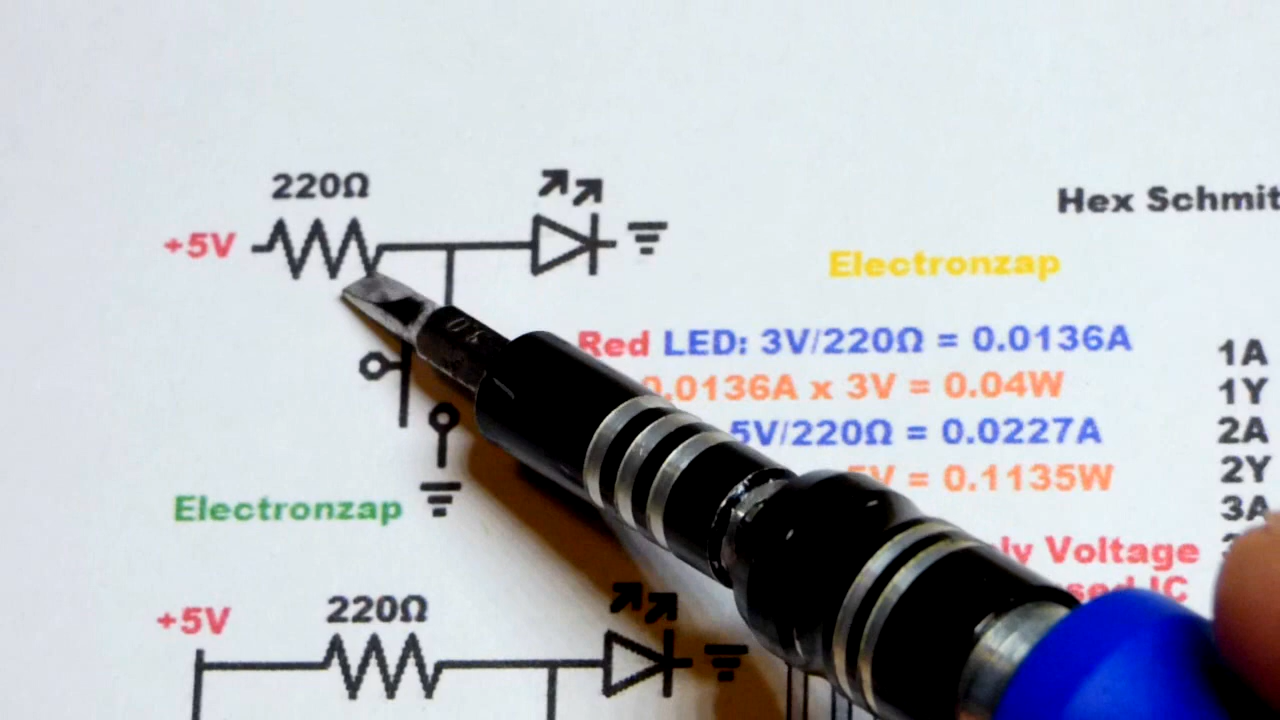 220Ω
+5V
Hex Schmit
Electronzap
Red LED: 3V/220Ω = 0.0136A
0.0136A x 3V = 0.04W
5V/220Ω = 0.0227A
5V = 0.1135W
1A
1Y
2A
2Y
3A
Electronzap
ly Voltage
+5V
220Ω